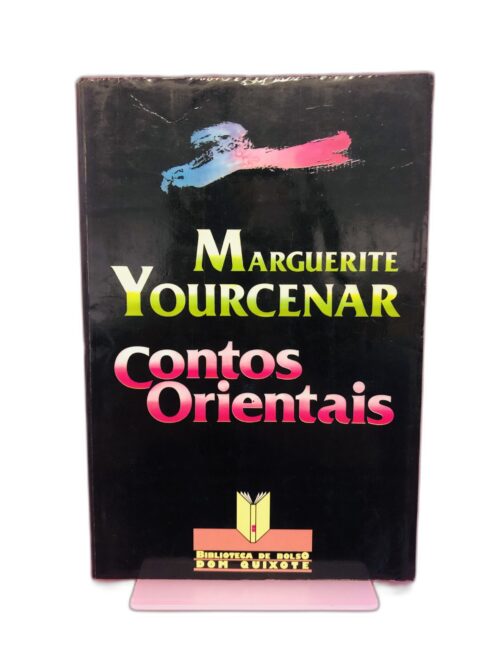 MARGUERITE
YOURCENAR
Contos
Orientais
BIBLIOTECA DE BOLSO
DOM QUIXOTE